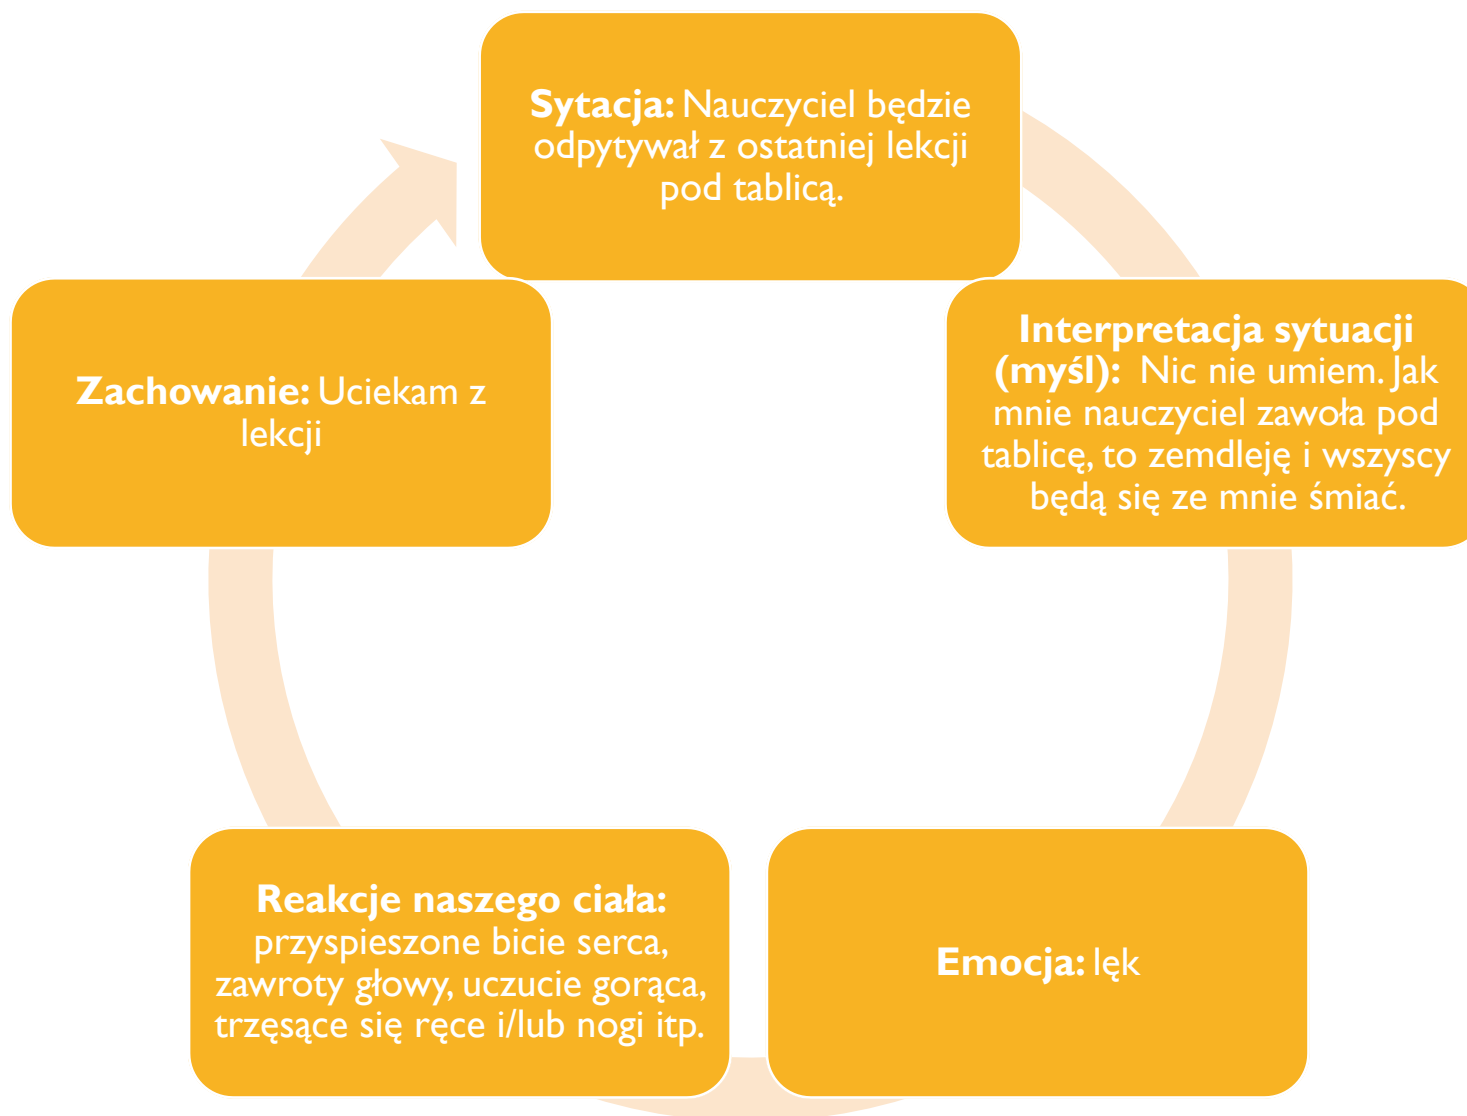 Sytacja: Nauczyciel będzie
odpytywał z ostatniej lekcji
pod tablicą.
Interpretacja sytuacji
(myśl): Nic nie umiem. Jak
mnie nauczyciel zawoła pod
tablicę, to zemdleję i wszyscy
będą się ze mnie śmiać.
Emocja: lęk
Reakcje naszego ciała:
przyspieszone bicie serca,
zawroty głowy, uczucie gorąca,
trzęsące się ręce i/lub nogi itp.
Zachowanie: Uciekam z
lekcji